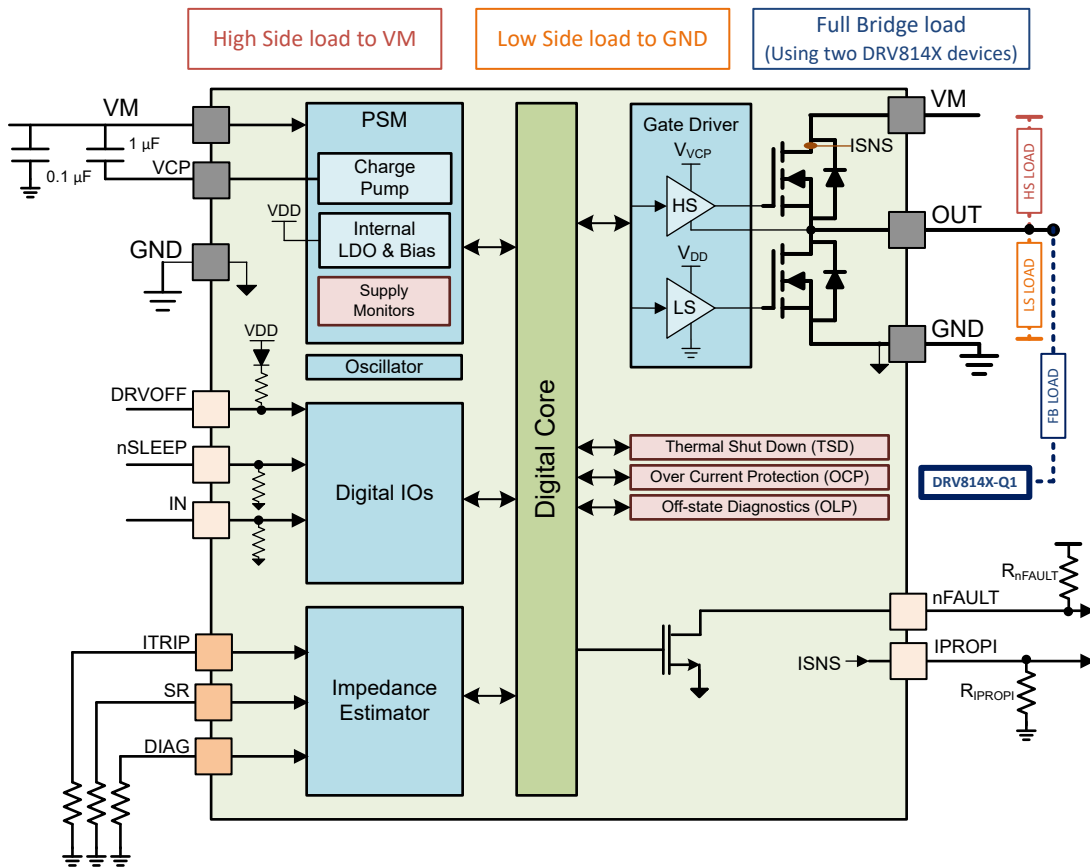 High Side load to VM
Low Side load to GND
Full Bridge load
(Using two DRV814X devices)
VM
1 µF
0.1 µF
VCP
GND
PSM
Charge
Pump
VDD
Internal
LDO & Bias
Supply
Monitors
Oscillator
VDD
DRVOFF
nSLEEP
IN
Digital IOs
ITRIP
SR
DIAG
Impedance
Estimator
Digital Core
Gate Driver
VVCP
HS
VDD
LS
ISNS
VM
OUT
GND
HS LOAD
LS LOAD
FB LOAD
DRV814X-Q1
Thermal Shut Down (TSD)
Over Current Protection (OCP)
Off-state Diagnostics (OLP)
RnFAULT
nFAULT
ISNS
IPROPI
RIPROPI